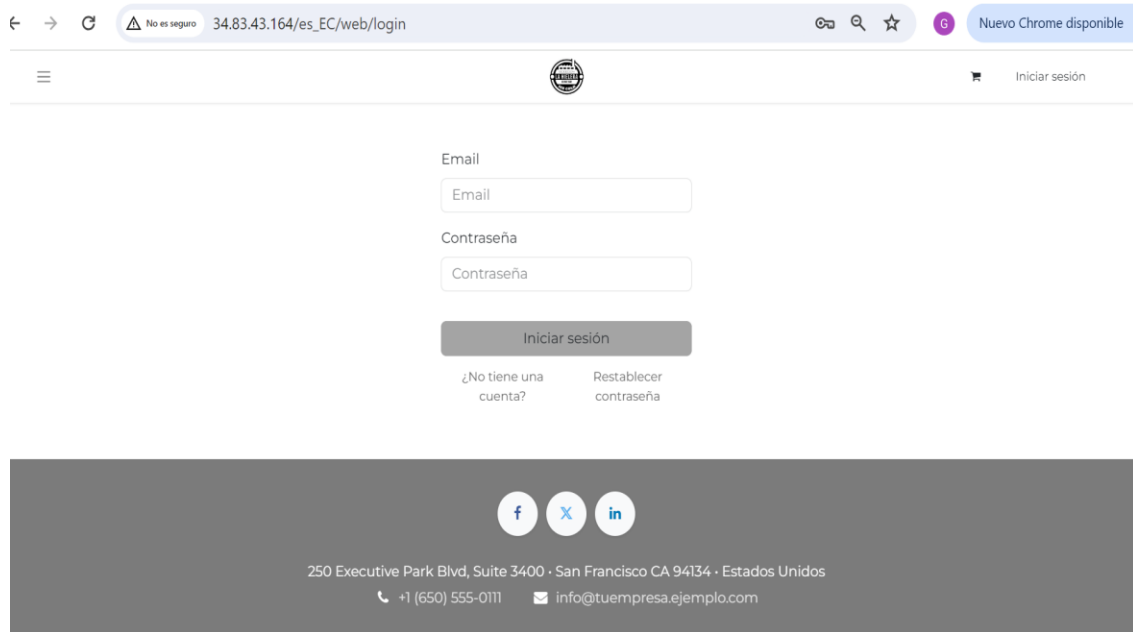 No es seguro 34.83.43.164/es_EC/web/login G Nuevo Chrome disponible
Iniciar sesión
Email
Email
Contraseña
Contraseña
Iniciar sesión
¿No tiene una cuenta?
Restablecer contraseña
250 Executive Park Blvd, Suite 3400 • San Francisco CA 94134 • Estados Unidos
+1 (650) 555-0111 info@tuempresa.ejemplo.com